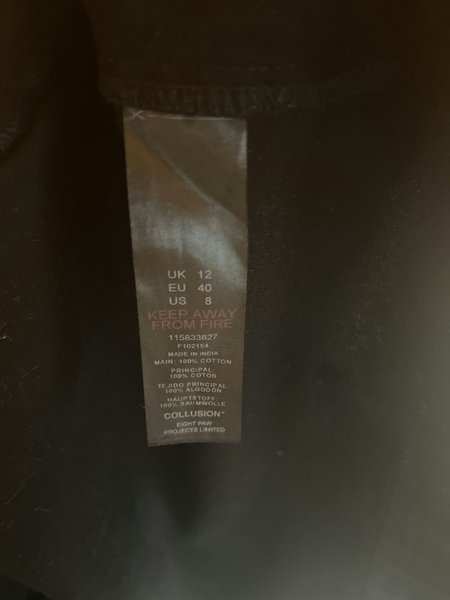 UK 12
EU 40
US 8
KEEP AWAY
FROM FIRE
115833827
F102154
MADE IN INDIA
MAIN: 100% COTTON
PRINCIPAL:
100% COTON
TEJIDO PRINCIPAL:
100% ALGODÓN
HAUPTSTOFF:
100% BAUMWOLLE
COLLUSION®
EIGHT PAW
PROJECTS LIMITED